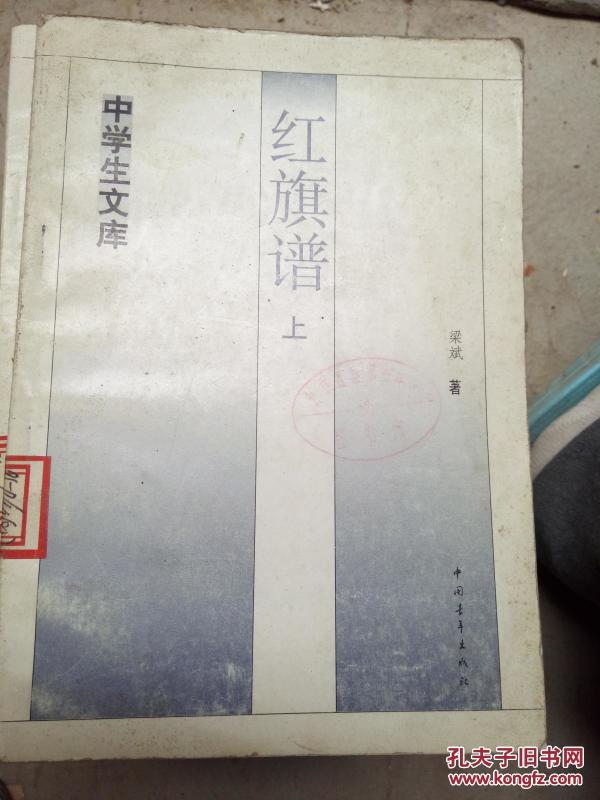 中学生文库
红旗谱
上
梁斌 著
中国青年出版社
孔夫子旧书网
www.kongfz.com